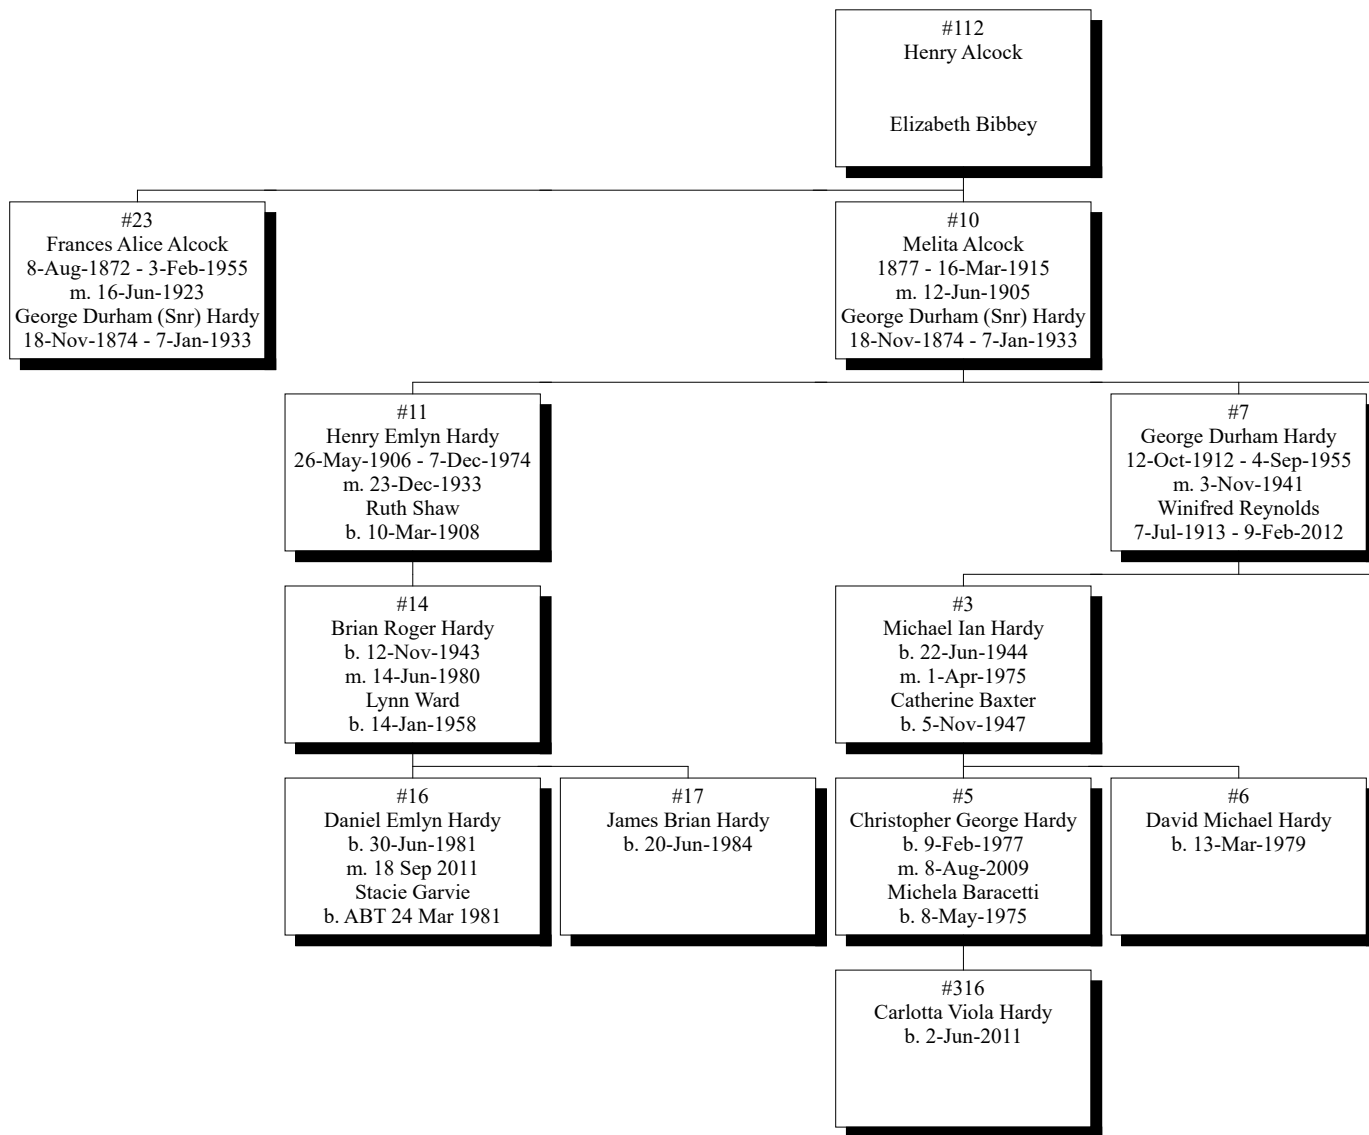 #112
Henry Alcock
Elizabeth Bibbey
#23
Frances Alice Alcock
8-Aug-1872 - 3-Feb-1955
m. 16-Jun-1923
George Durham (Snr) Hardy
18-Nov-1874 - 7-Jan-1933
#10
Melita Alcock
1877 - 16-Mar-1915
m. 12-Jun-1905
George Durham (Snr) Hardy
18-Nov-1874 - 7-Jan-1933
#11
Henry Emlyn Hardy
26-May-1906 - 7-Dec-1974
m. 23-Dec-1933
Ruth Shaw
b. 10-Mar-1908
#7
George Durham Hardy
12-Oct-1912 - 4-Sep-1955
m. 3-Nov-1941
Winifred Reynolds
7-Jul-1913 - 9-Feb-2012
#14
Brian Roger Hardy
b. 12-Nov-1943
m. 14-Jun-1980
Lynn Ward
b. 14-Jan-1958
#3
Michael Ian Hardy
b. 22-Jun-1944
m. 1-Apr-1975
Catherine Baxter
b. 5-Nov-1947
#16
Daniel Emlyn Hardy
b. 30-Jun-1981
m. 18 Sep 2011
Stacie Garvie
b. ABT 24 Mar 1981
#17
James Brian Hardy
b. 20-Jun-1984
#5
Christopher George Hardy
b. 9-Feb-1977
m. 8-Aug-2009
Michela Baracetti
b. 8-May-1975
#6
David Michael Hardy
b. 13-Mar-1979
#316
Carlotta Viola Hardy
b. 2-Jun-2011